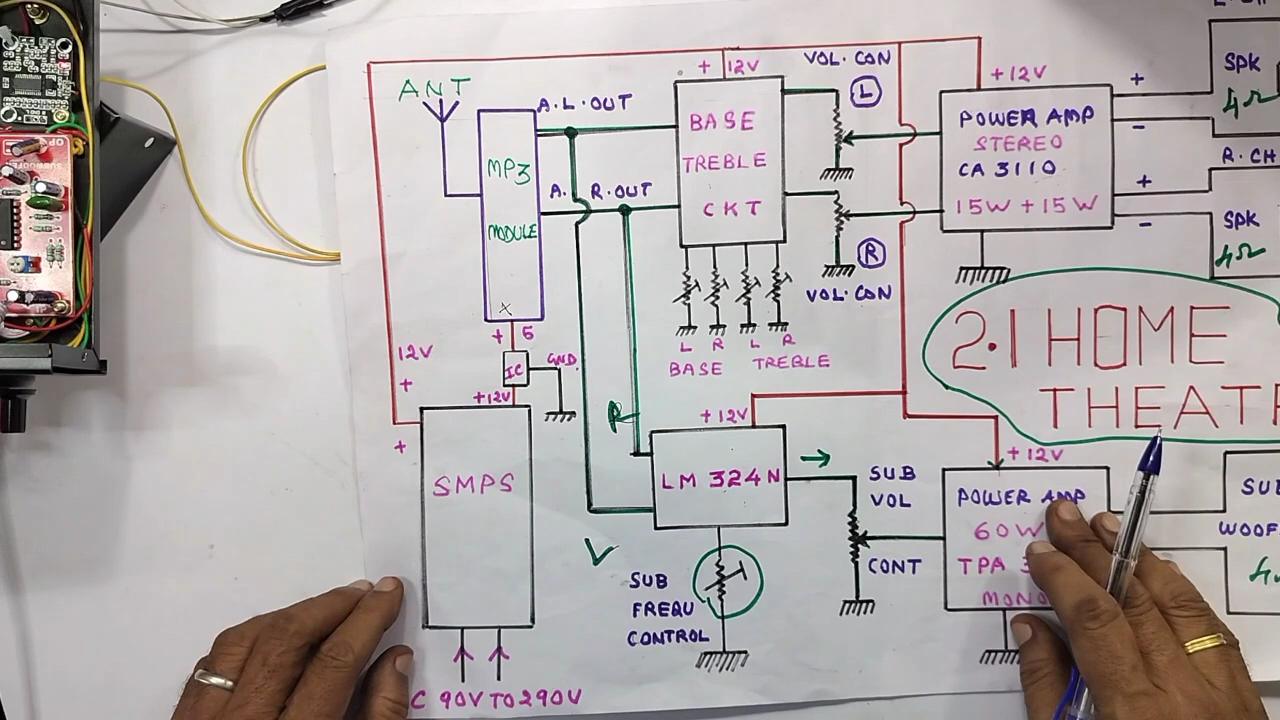 ANT
A.L.OUT
MP3
MODULE
A. R.OUT
X
+ 5
IC
GND
+12V
12V
+
+
SMPS
90V TO 290V
+ 12V
BASE
TREBLE
CKT
L R L R
BASE TREBLE
VOL.CON
L
R
VOL.CON
+12V
POWER AMP
STEREO
CA 3110
15W + 15W
+
−
+
−
SPK
4Ω
R.CH
SPK
4Ω
2.1 HOME
R
+12V
LM 324N
SUB
FREQU
CONTROL
SUB
VOL
CONT
+12V
POWER AMP
60W
TPA
MONO